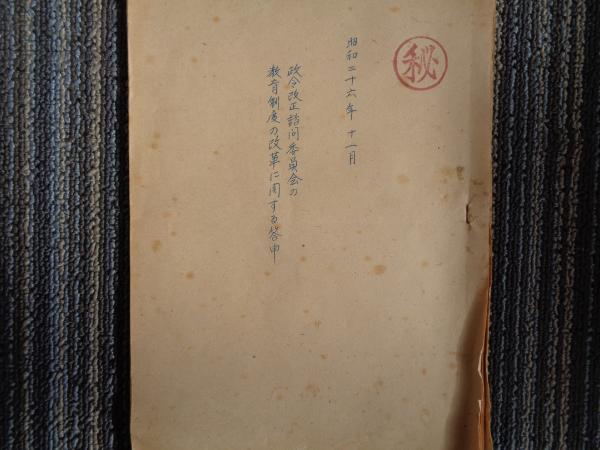 秘
昭和二十六年十一月
政令改正諮問委員会の
教育制度の改革に関する答申